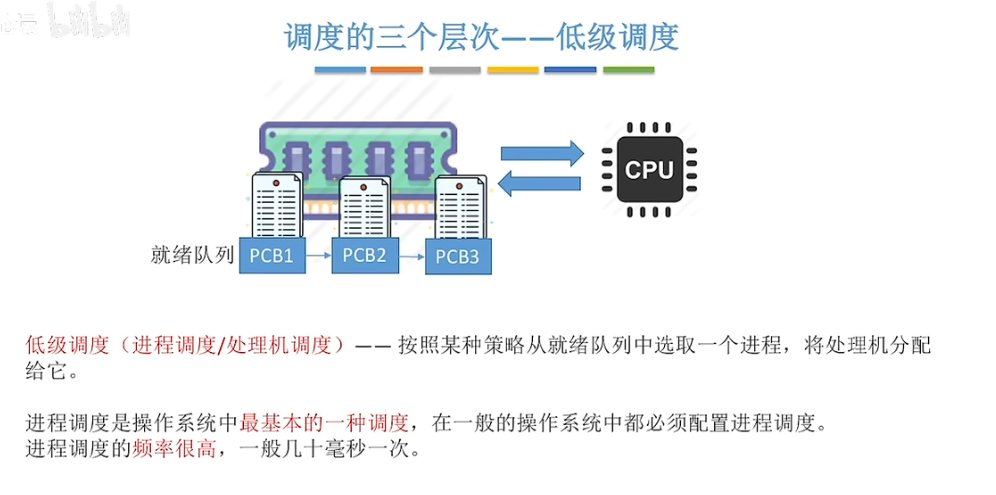 bilibili
调度的三个层次——低级调度
CPU
就绪队列 PCB1 PCB2 PCB3
低级调度（进程调度/处理机调度）—— 按照某种策略从就绪队列中选取一个进程，将处理机分配
给它。
进程调度是操作系统中最基本的一种调度，在一般的操作系统中都必须配置进程调度。
进程调度的频率很高，一般几十毫秒一次。